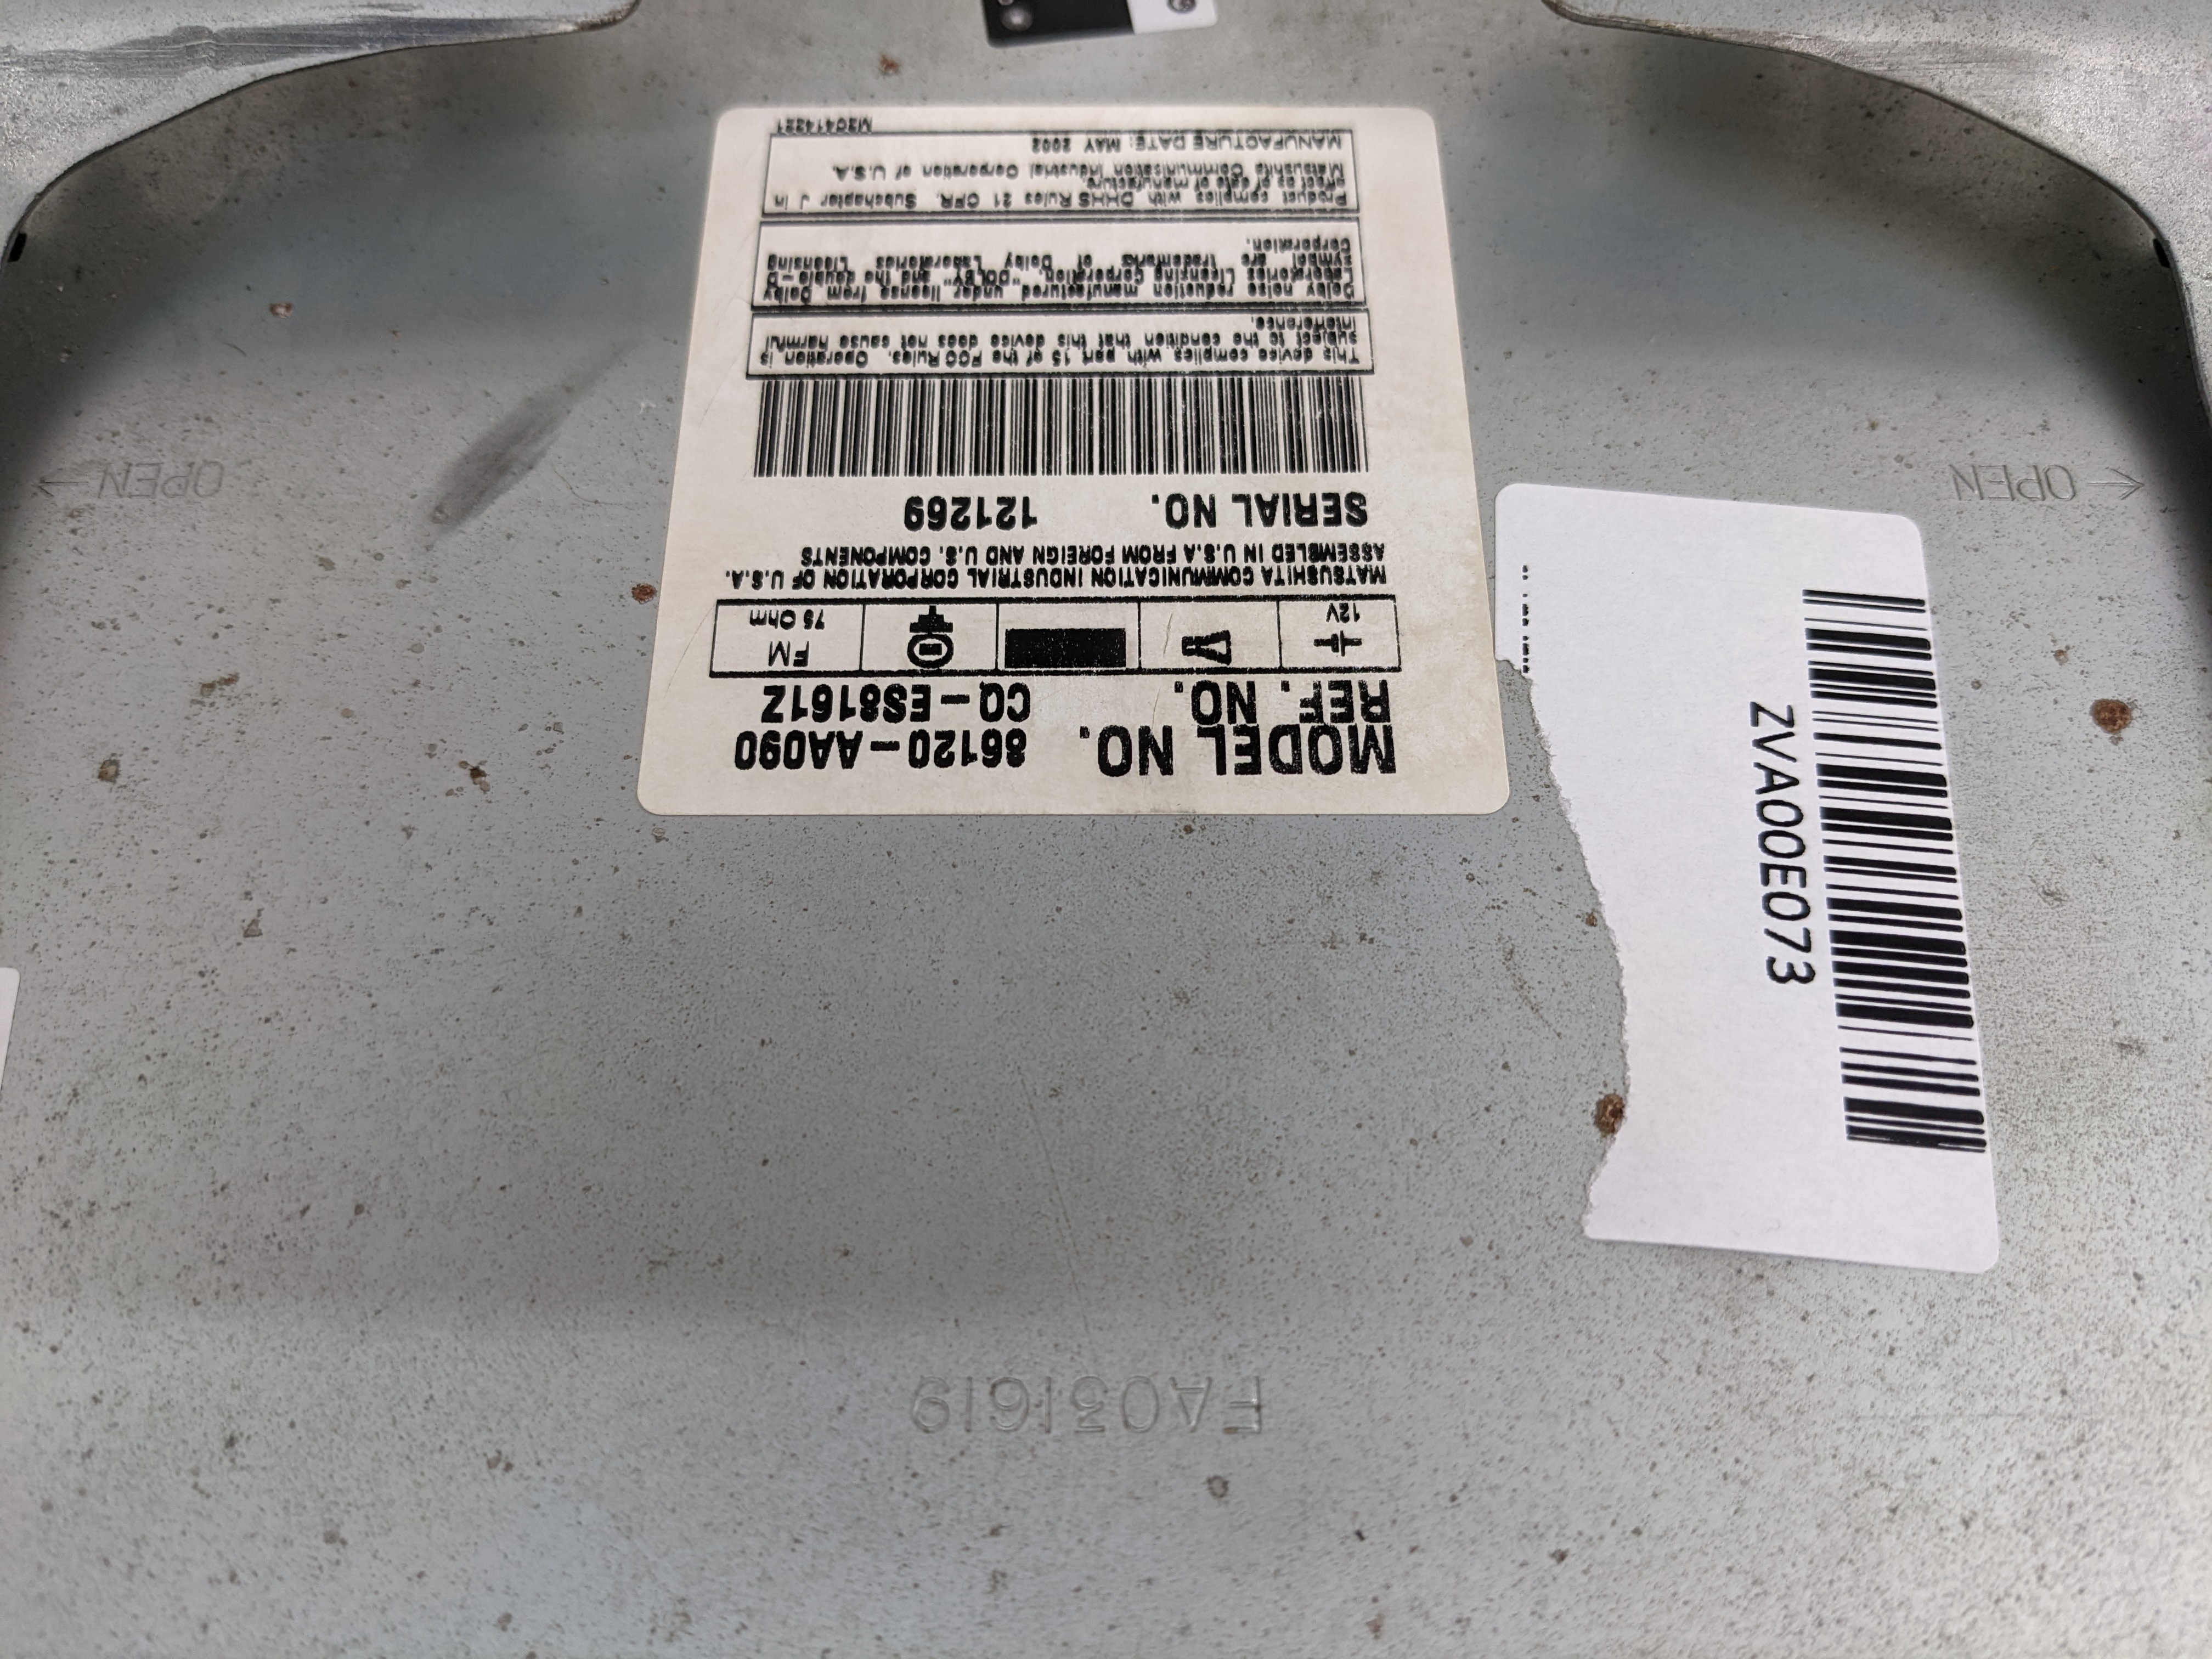 MODEL NO. 86120-AA090
REF. NO. CQ-ES8161Z
12V
FM
75 Ohm
MATSUSHITA COMMUNICATION INDUSTRIAL CORPORATION OF U.S.A.
ASSEMBLED IN U.S.A FROM FOREIGN AND U.S. COMPONENTS
SERIAL NO. 121269
This device complies with part 15 of the FCC Rules. Operation is
subject to the condition that this device does not cause harmful
interference.
Dolby noise reduction manufactured under license from Dolby
Laboratories Licensing Corporation. "DOLBY" and the double-D
symbol are trademarks of Dolby Laboratories Licensing
Corporation.
Product complies with DHHS Rules 21 CFR, Subchapter J in
effect as of date of manufacture.
Matsushita Communication Industrial Corporation of U.S.A.
MANUFACTURE DATE: MAY 2002
M20414221
ZVA00E073
← OPEN
OPEN →
FA031619